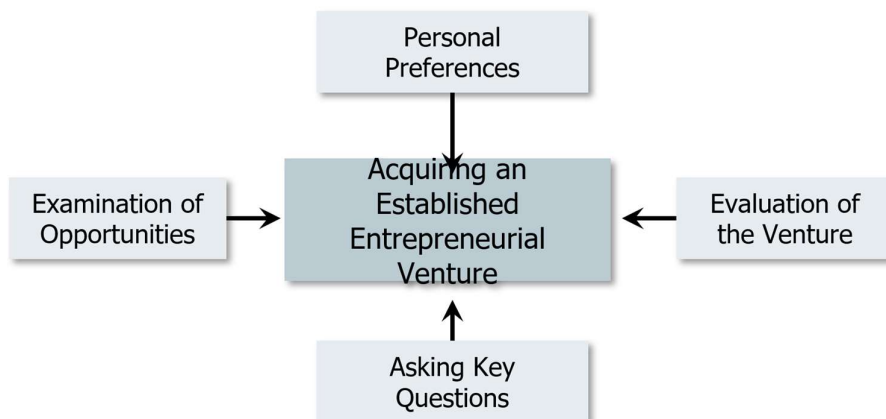 Personal
Preferences
Examination of
Opportunities
Acquiring an
Established
Entrepreneurial
Venture
Evaluation of
the Venture
Asking Key
Questions